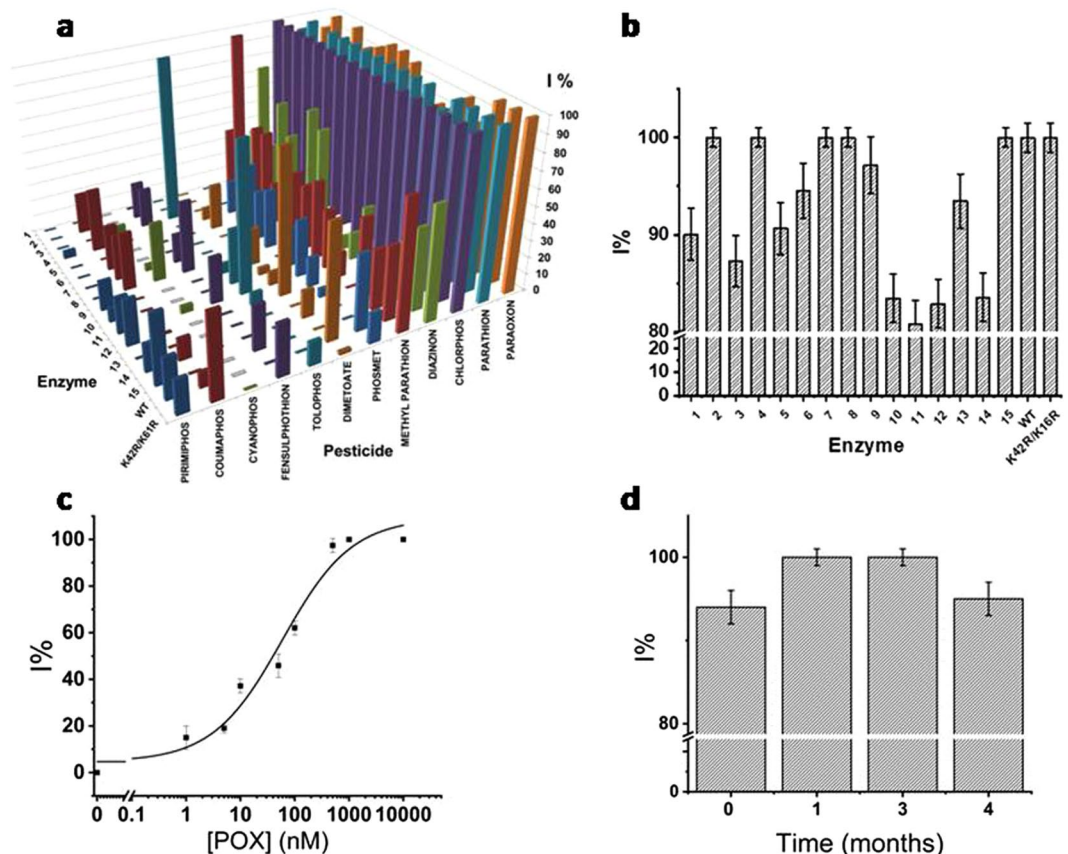 a
I %
100
90
80
70
60
50
40
30
20
10
0
1
2
3
4
5
6
7
8
9
10
11
12
13
14
15
WT
K42R/K61R
Enzyme
PIRIMIPHOS
COUMAPHOS
CYANOPHOS
FENSULPHOTHION
TOLOPHOS
DIMETOATE
PHOSMET
METHYL PARATHION
DIAZINON
CHLORPHOS
PARATHION
PARAOXON
Pesticide
b
I%
100
90
80
20
15
10
5
0
1 2 3 4 5 6 7 8 9 10 11 12 13 14 15 WT K42R/K16R
Enzyme
c
I%
100
80
60
40
20
0
0 0.1 1 10 100 1000 10000
[POX] (nM)
d
I%
100
80
0
0 1 3 4
Time (months)